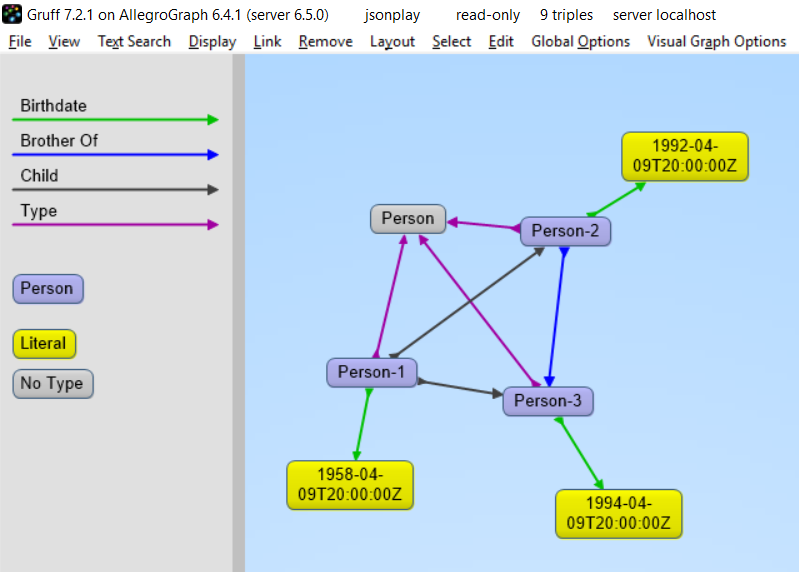 Gruff 7.2.1 on AllegroGraph 6.4.1 (server 6.5.0) jsonplay read-only 9 triples server localhost
File View Text Search Display Link Remove Layout Select Edit Global Options Visual Graph Options
Birthdate
Brother Of
Child
Type
Person
Literal
No Type
1992-04-
09T20:00:00Z
Person
Person-2
Person-1
Person-3
1958-04-
09T20:00:00Z
1994-04-
09T20:00:00Z